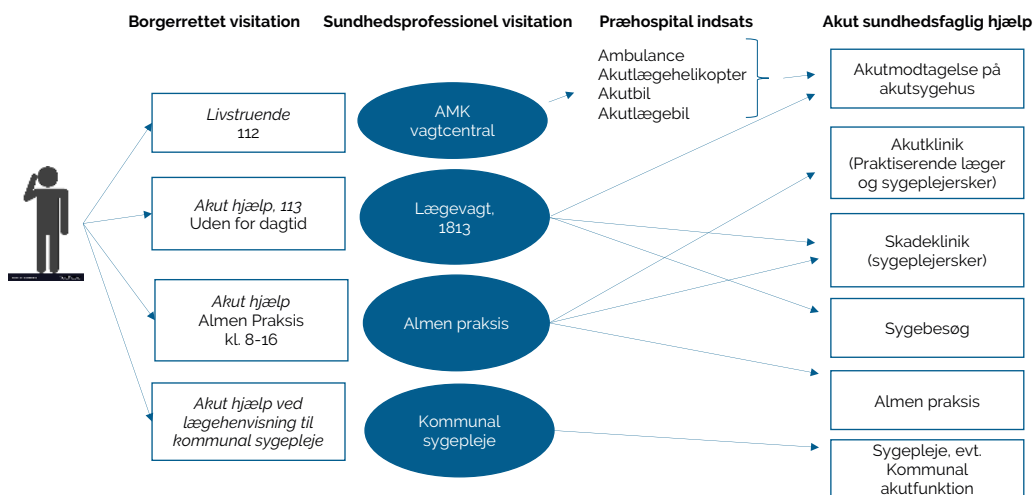 Borgerrettet visitation
Sundhedsprofessionel visitation
Præhospital indsats
Akut sundhedsfaglig hjælp
Livstruende
112
Akut hjælp, 113
Uden for dagtid
Akut hjælp
Almen Praksis
kl. 8-16
Akut hjælp ved
lægehenvisning til
kommunal sygepleje
AMK
vagtcentral
Lægevagt,
1813
Almen praksis
Kommunal
sygepleje
Ambulance
Akutlægehelikopter
Akutbil
Akutlægebil
Akutmodtagelse på
akutsygehus
Akutklinik
(Praktiserende læger
og sygeplejersker)
Skadeklinik
(sygeplejersker)
Sygebesøg
Almen praksis
Sygepleje, evt.
Kommunal
akutfunktion